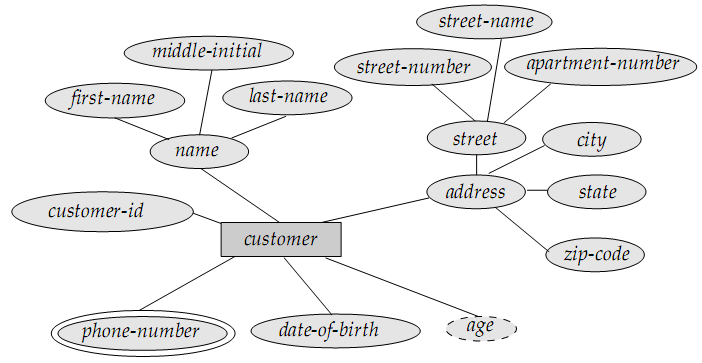 street-name
middle-initial
street-number
apartment-number
first-name
last-name
street
city
name
address
state
customer-id
customer
zip-code
phone-number
date-of-birth
age